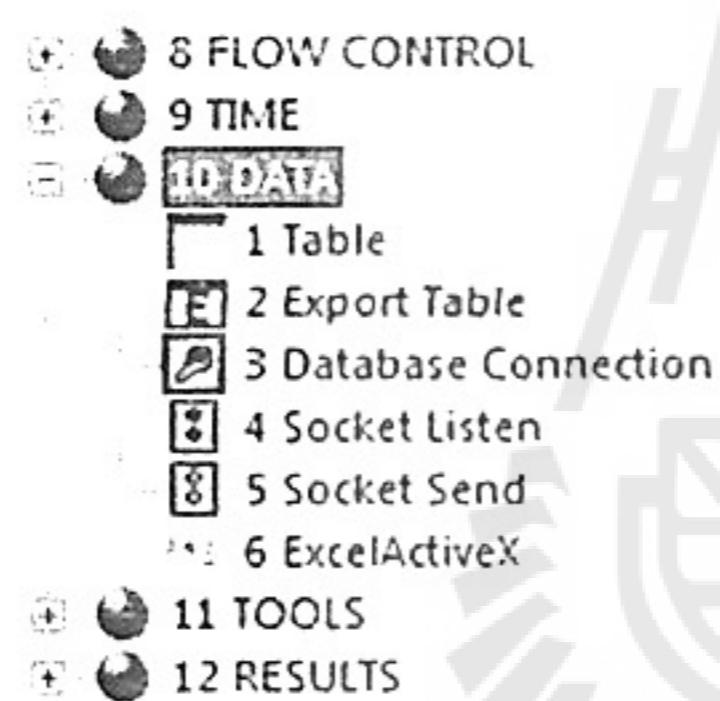 8 FLOW CONTROL
9 TIME
10 DATA
1 Table
E 2 Export Table
3 Database Connection
4 Socket Listen
5 Socket Send
6 ExcelActiveX
11 TOOLS
12 RESULTS